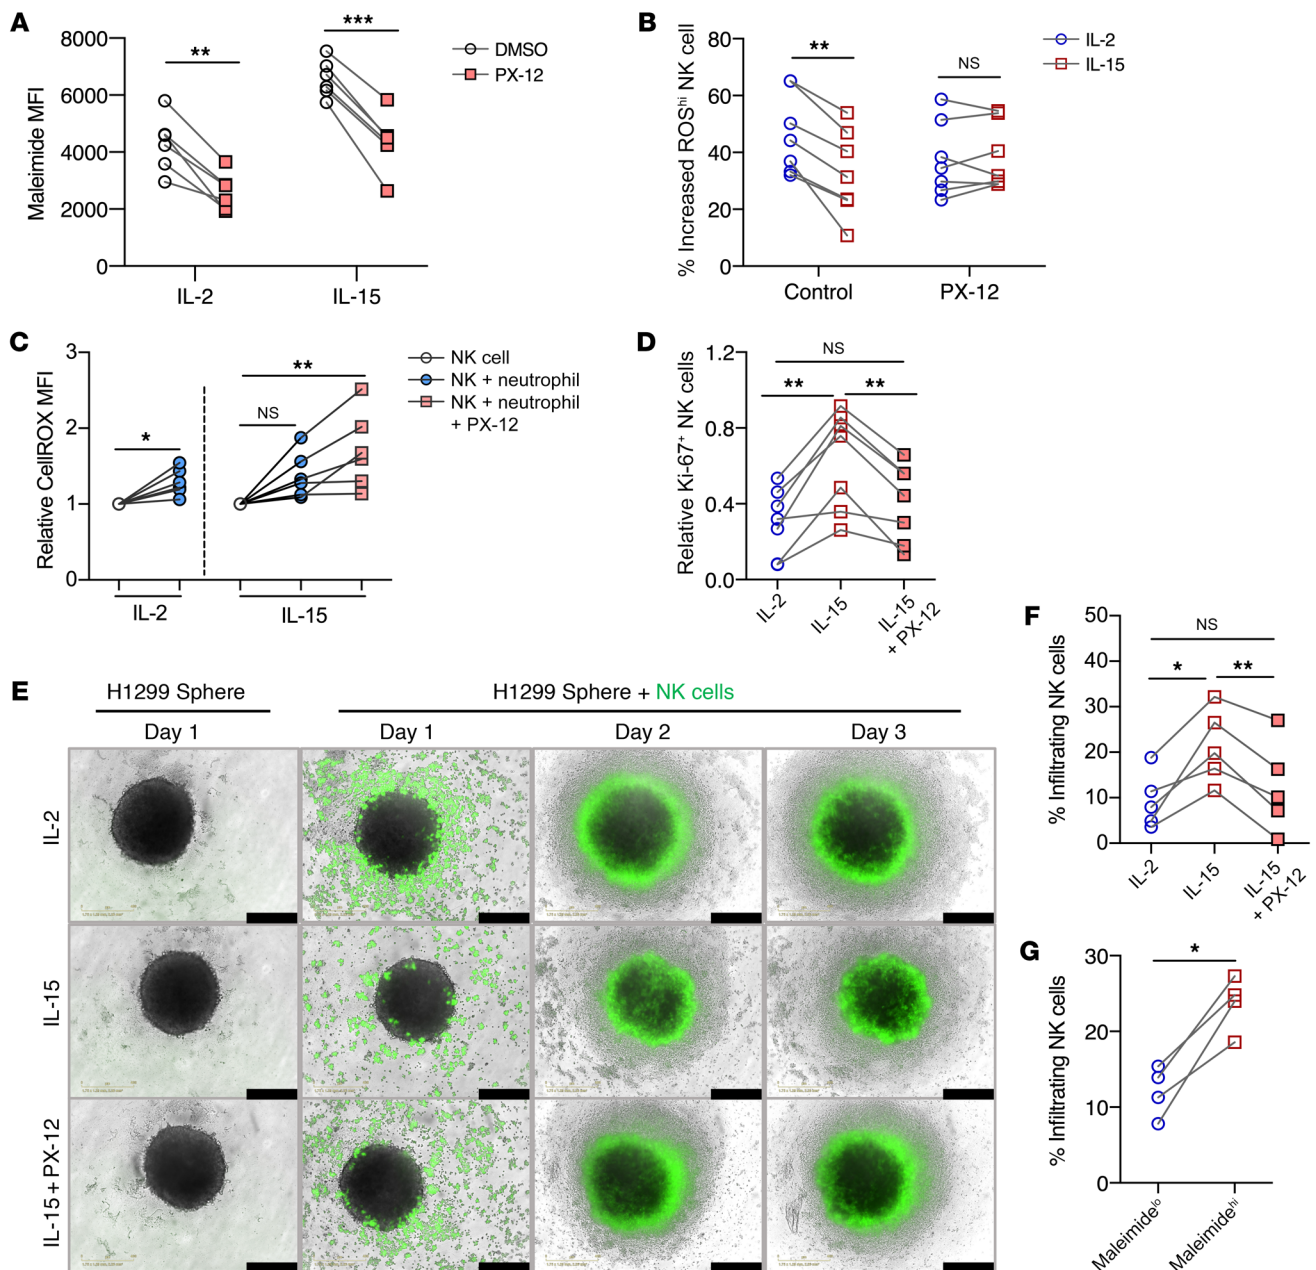 A
8000
6000
4000
2000
0
Maleimide MFI
**
***
IL-2
IL-15
DMSO
PX-12
B
80
60
40
20
0
% Increased ROSʰⁱ NK cell
**
NS
Control
PX-12
IL-2
IL-15
C
3
2
1
0
Relative CellROX MFI
*
NS
**
IL-2
IL-15
NK cell
NK + neutrophil
NK + neutrophil
+ PX-12
D
1.2
0.8
0.4
0.0
Relative Ki-67⁺ NK cells
NS
**
**
IL-2
IL-15
IL-15
+ PX-12
E
H1299 Sphere
H1299 Sphere + NK cells
Day 1
Day 1
Day 2
Day 3
IL-2
IL-15
IL-15 + PX-12
F
50
40
30
20
10
0
% Infiltrating NK cells
NS
*
**
IL-2
IL-15
IL-15
+ PX-12
G
30
20
10
0
% Infiltrating NK cells
*
Maleimideˡᵒ
Maleimideʰⁱ